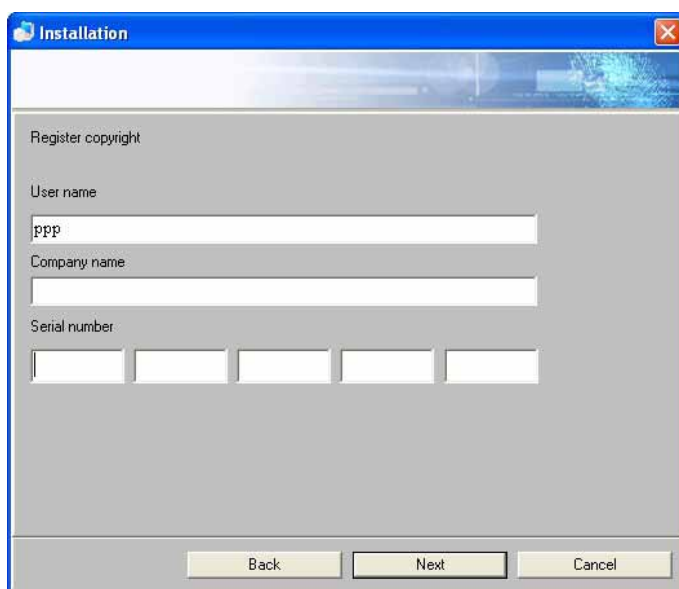 Installation
Register copyright
User name
ppp
Company name
Serial number
Back Next Cancel